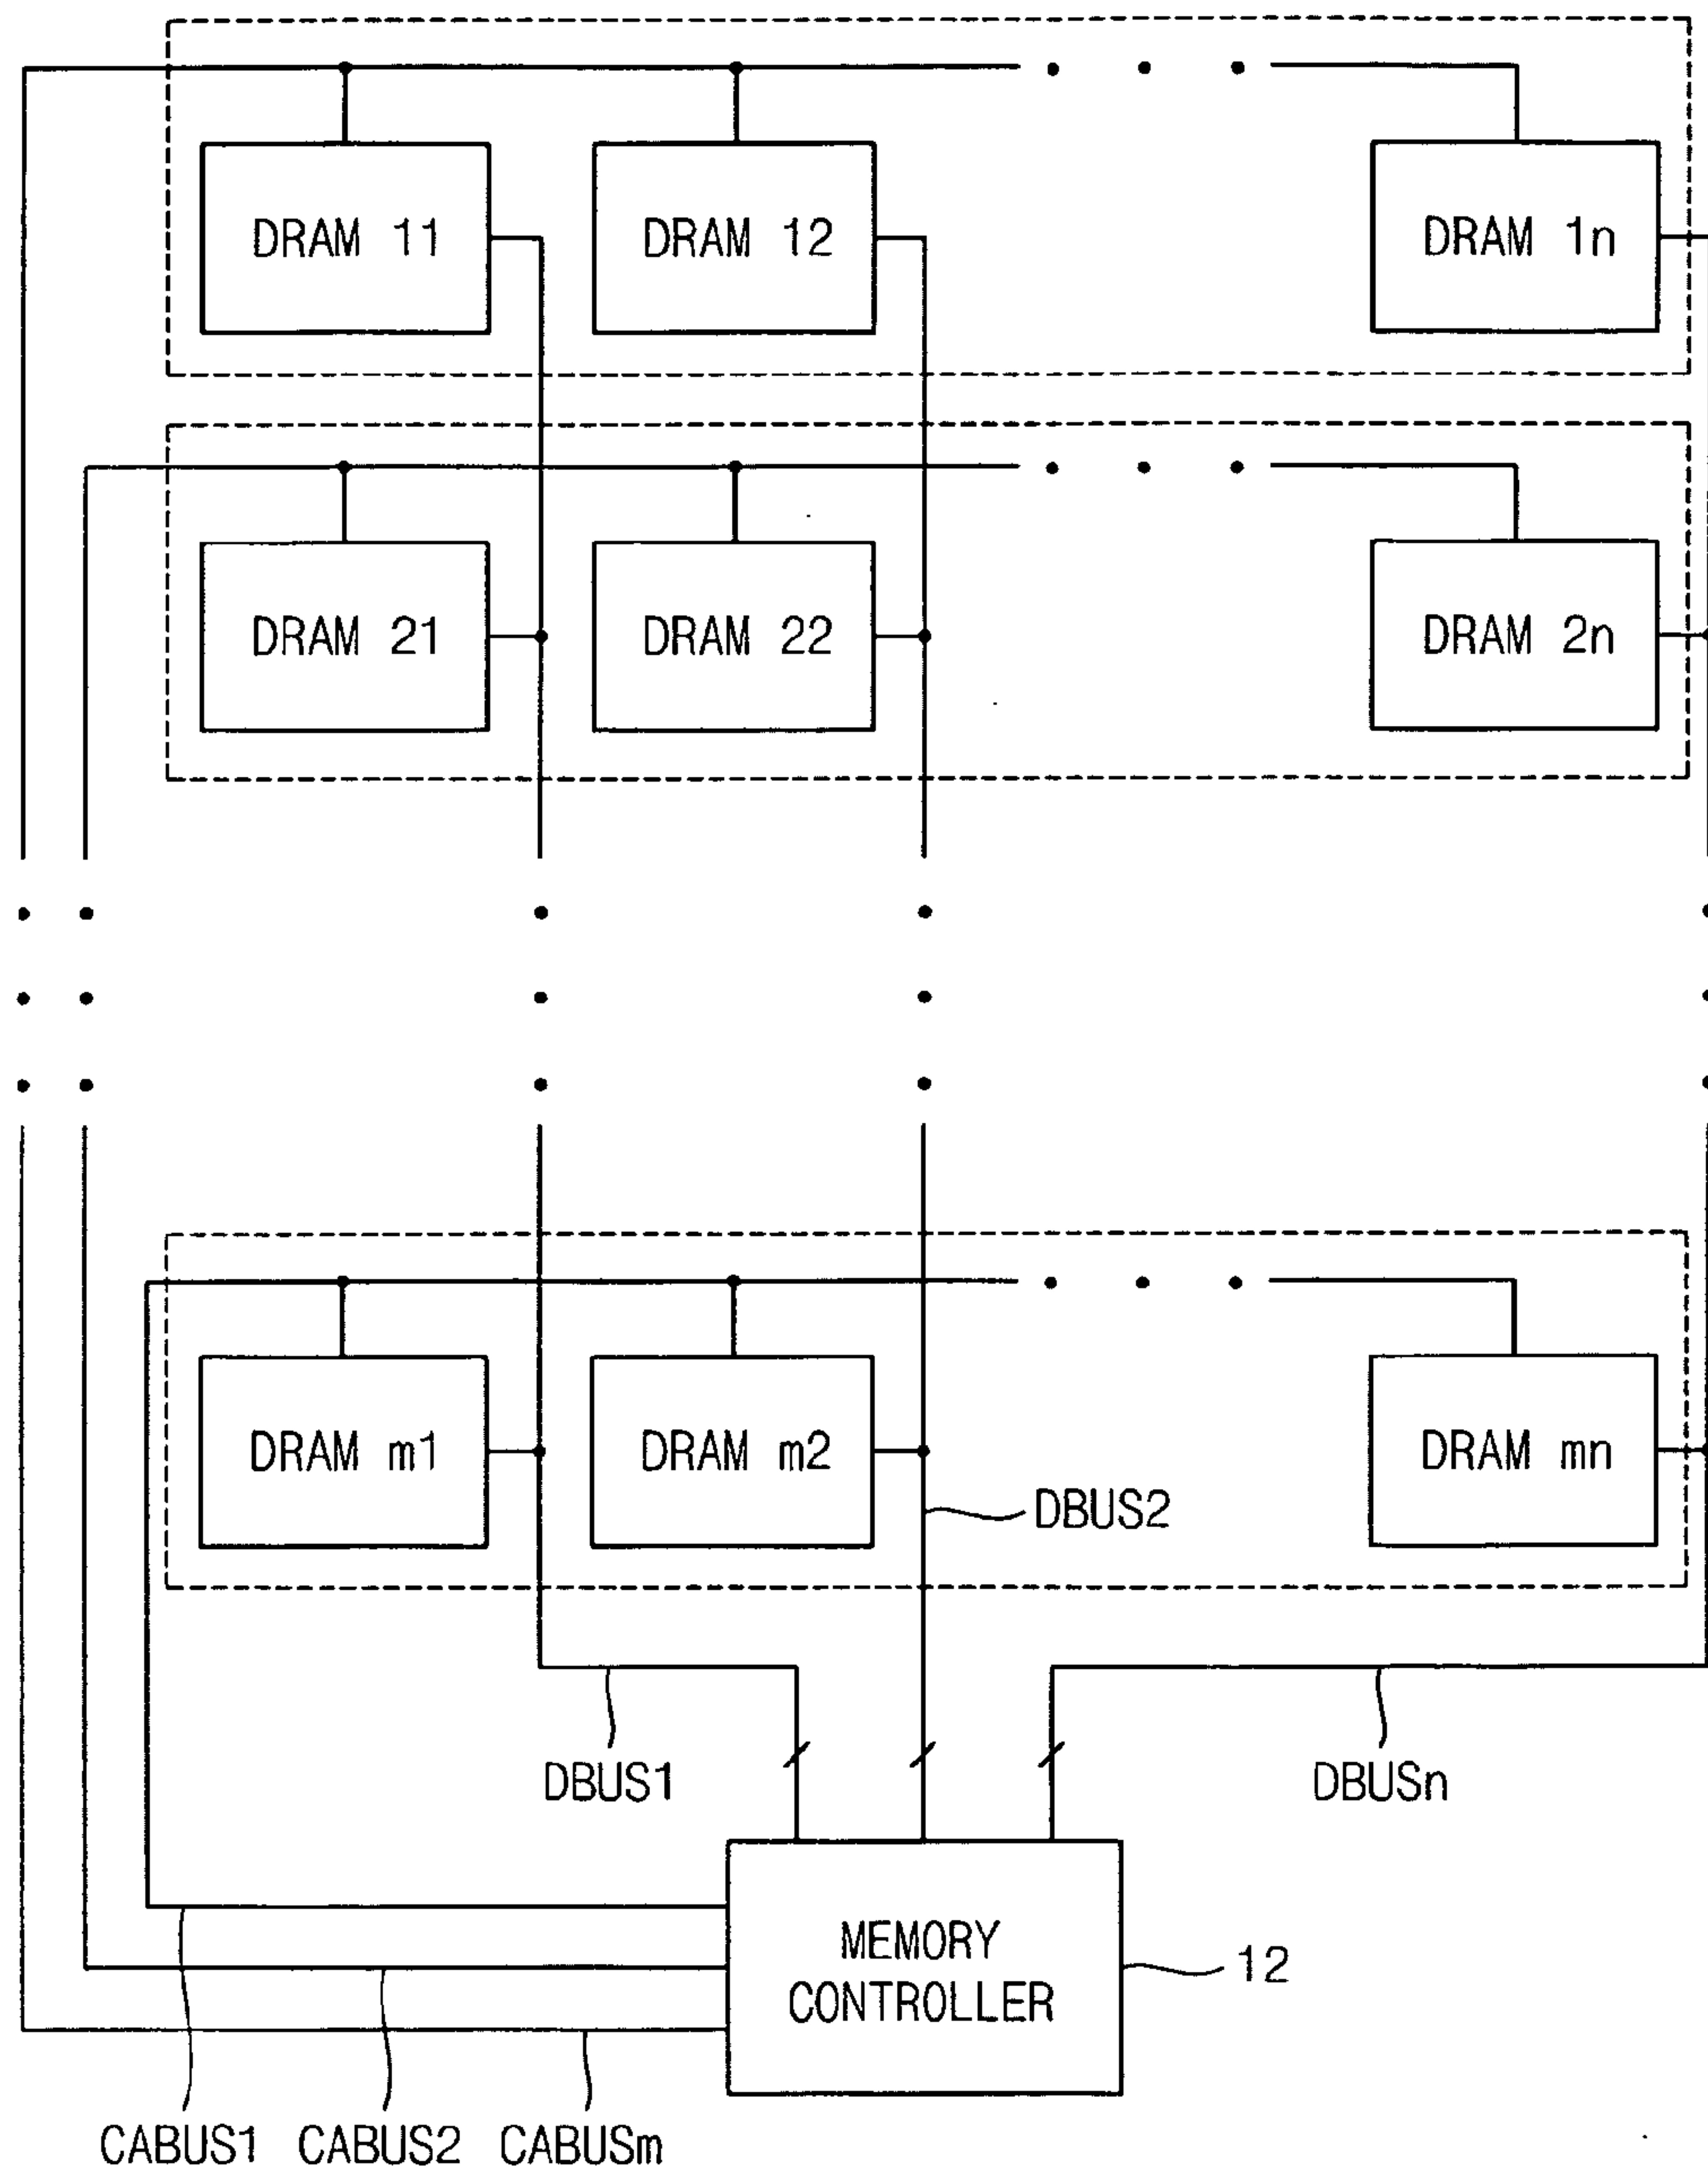 DRAM 11
DRAM 12
DRAM 1n
DRAM 21
DRAM 22
DRAM 2n
DRAM m1
DRAM m2
DRAM mn
DBUS2
DBUS1
DBUSn
MEMORY
CONTROLLER
12
CABUS1
CABUS2
CABUSm